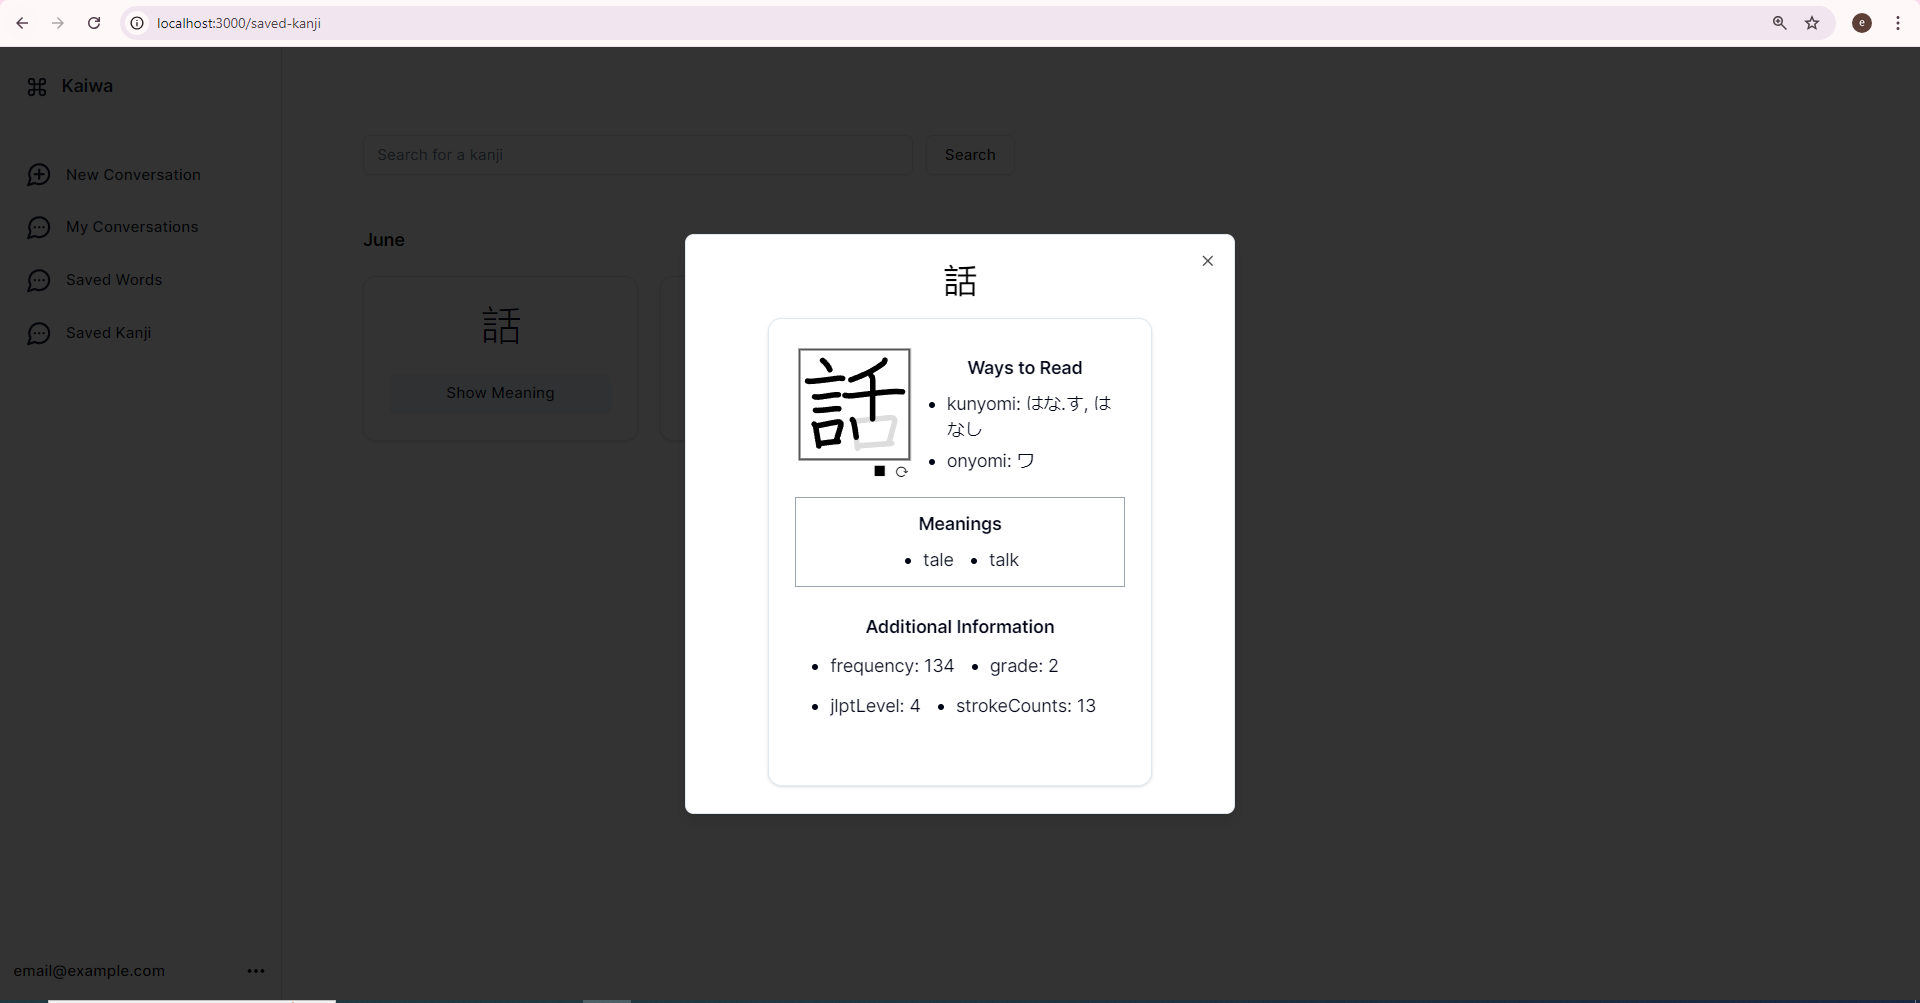 localhost:3000/saved-kanji
e
Kaiwa
New Conversation
My Conversations
Saved Words
Saved Kanji
Search for a kanji
Search
June
話
Show Meaning
話
話
Ways to Read
kunyomi: はな.す, は
なし
onyomi: ワ
Meanings
tale
talk
Additional Information
frequency: 134
grade: 2
jlptLevel: 4
strokeCounts: 13
email@example.com